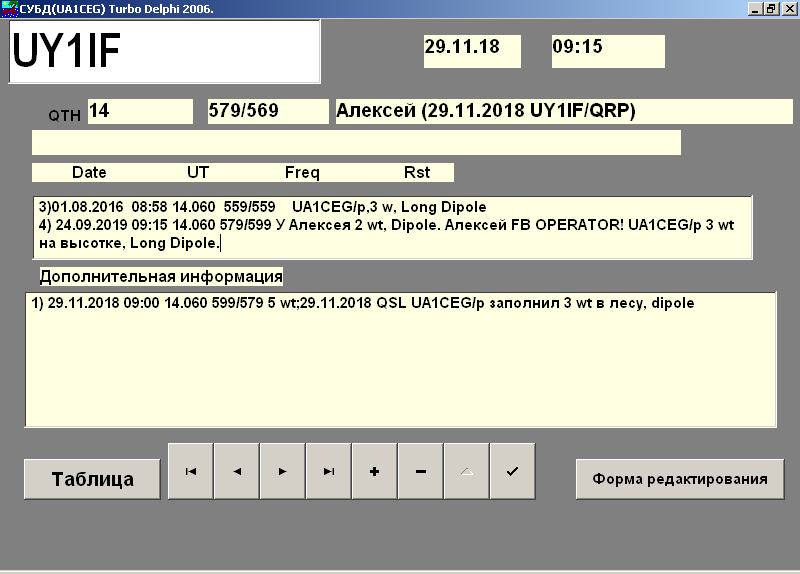 СУБД(UA1CEG) Turbo Delphi 2006.
UY1IF
29.11.18 09:15
QTH 14 579/569 Алексей (29.11.2018 UY1IF/QRP)
Date UT Freq Rst
3)01.08.2016 08:58 14.060 559/559 UA1CEG/p,3 w, Long Dipole
4) 24.09.2019 09:15 14.060 579/599 У Алексея 2 wt, Dipole. Алексей FB OPERATOR! UA1CEG/p 3 wt
на высотке, Long Dipole.
Дополнительная информация
1) 29.11.2018 09:00 14.060 599/579 5 wt;29.11.2018 QSL UA1CEG/p заполнил 3 wt в лесу, dipole
Таблица
Форма редактирования